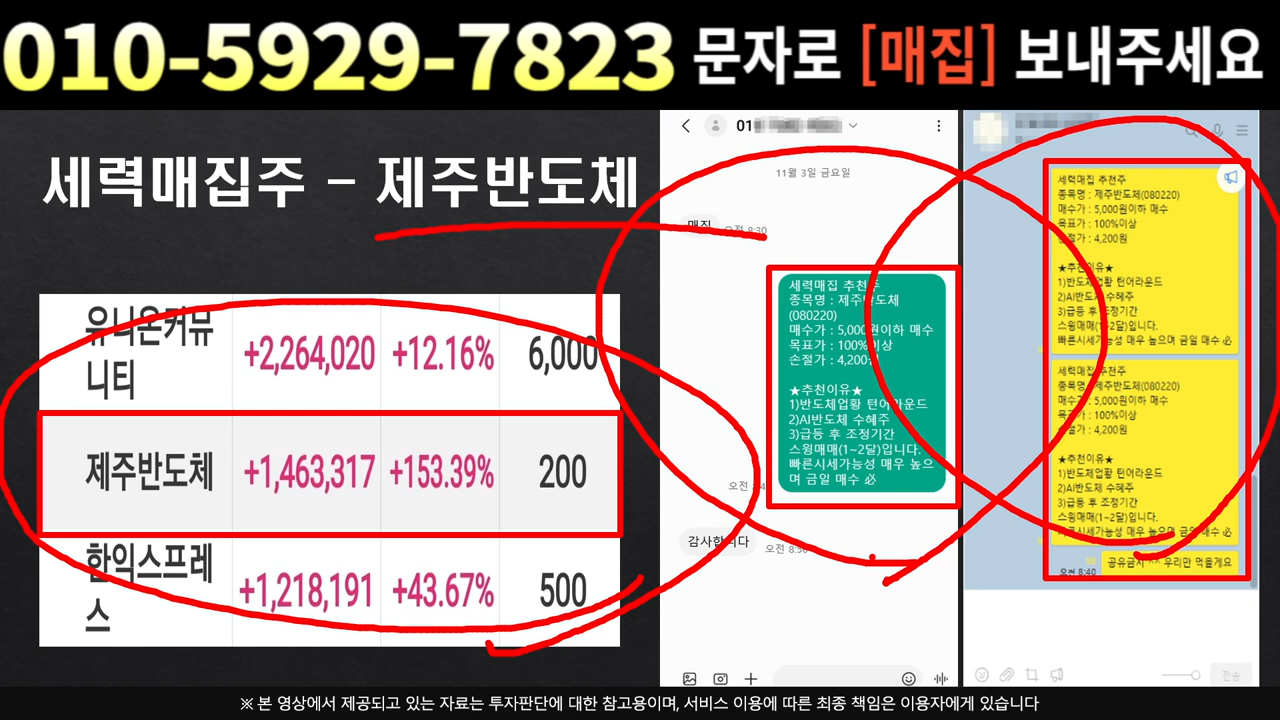 010-5929-7823 문자로 [매집] 보내주세요
세력매집주 - 제주반도체
유니온커뮤
니티
+2,264,020 +12.16% 6,000
제주반도체 +1,463,317 +153.39% 200
한익스프레
스
+1,218,191 +43.67% 500
01
11월 3일 금요일
매집
오전 8:30
세력매집 추천주
종목명 : 제주반도체
(080220)
매수가 : 5,000원이하 매수
목표가 : 100%이상
손절가 : 4,200원
★추천이유★
1)반도체업황 턴어라운드
2)AI반도체 수혜주
3)급등 후 조정기간
스윙매매(1~2달)입니다.
빠른시세가능성 매우 높으
며 금일 매수 必
오전
감사합니다
오전 8:50
세력매집 추천주
종목명 : 제주반도체(080220)
매수가 : 5,000원이하 매수
목표가 : 100%이상
손절가 : 4,200원
★추천이유★
1)반도체업황 턴어라운드
2)AI반도체 수혜주
3)급등 후 조정기간
스윙매매(1~2달)입니다.
빠른시세가능성 매우 높으며 금일 매수 必
세력매집 추천주
종목명 : 제주반도체(080220)
매수가 : 5,000원이하 매수
목표가 : 100%이상
손절가 : 4,200원
★추천이유★
1)반도체업황 턴어라운드
2)AI반도체 수혜주
3)급등 후 조정기간
스윙매매(1~2달)입니다.
빠른시세가능성 매우 높으며 금일 매수 必
오전 8:40
공유금지 ^^ 우리만 먹을게요
전송
※ 본 영상에서 제공되고 있는 자료는 투자판단에 대한 참고용이며, 서비스 이용에 따른 최종 책임은 이용자에게 있습니다